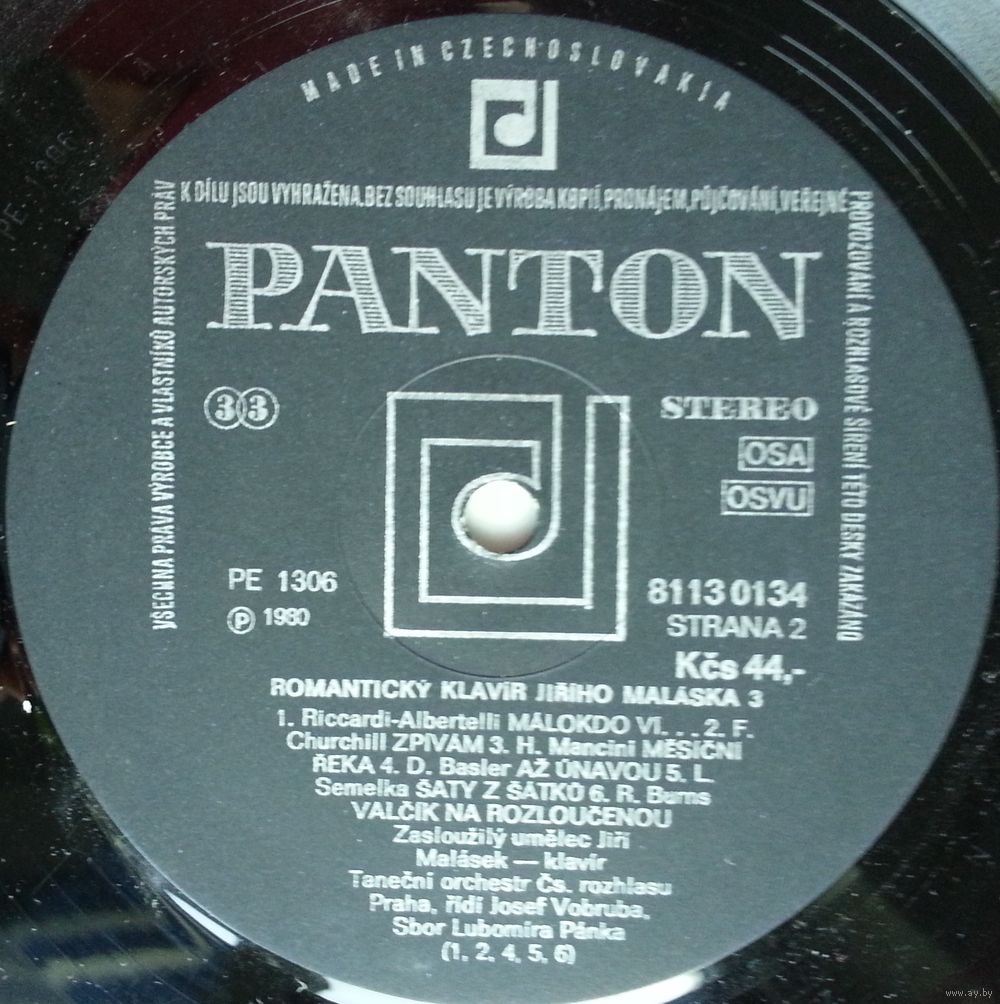 MADE IN CZECHOSLOVAKIA
VŠECHNA PRÁVA VÝROBCE A VLASTNÍKŮ AUTORSKÝCH PRÁV
K DÍLU JSOU VYHRAŽENA. BEZ SOUHLASU JE VÝROBA KOPIÍ, PRONÁJEM, PŮJČOVÁNÍ, VEŘEJNÉ
PROVOZOVÁNÍ A ROZHLASOVÉ ŠÍŘENÍ TÉTO DESKY ZAKÁZÁNO
PANTON
33
STEREO
OSA
OSVU
PE 1306
℗ 1980
8113 0134
STRANA 2
Kčs 44,-
ROMANTICKÝ KLAVÍR JIŘÍHO MALÁSKA 3
1. Riccardi-Albertelli MÁLOKDO VÍ... 2. F.
Churchill ZPÍVÁM 3. H. Mancini MĚSÍČNÍ
ŘEKA 4. D. Basler AŽ ÚNAVOU 5. L.
Semelka ŠATY Z ŠÁTKŮ 6. R. Burns
VALČÍK NA ROZLOUČENOU
Zasloužilý umělec Jiří
Malásek — klavír
Taneční orchestr Čs. rozhlasu
Praha, řídí Josef Vobruba,
Sbor Lubomíra Pánka
(1, 2, 4, 5, 6)
www.ay.by